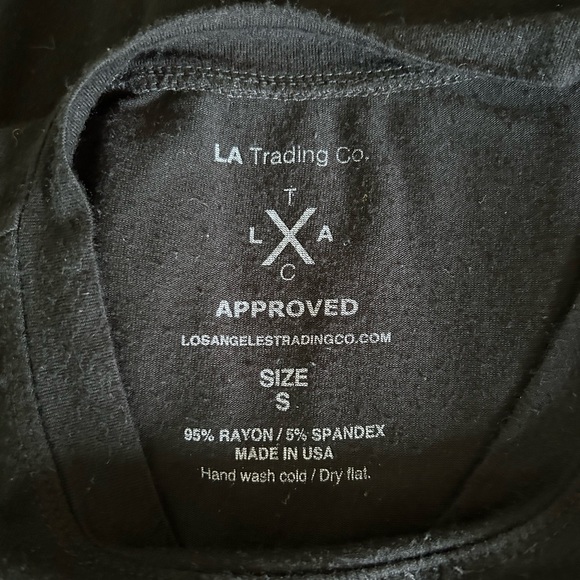 LA Trading Co.
T
L X A
C
APPROVED
LOSANGELESTRADINGCO.COM
SIZE
S
95% RAYON / 5% SPANDEX
MADE IN USA
Hand wash cold / Dry flat.